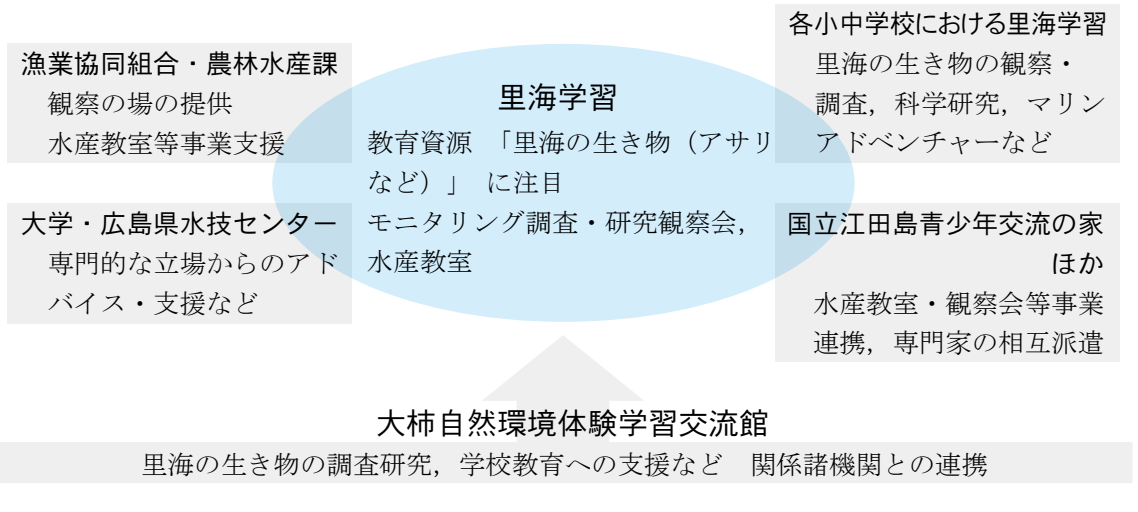 漁業協同組合・農林水産課
観察の場の提供
水産教室等事業支援
大学・広島県水技センター
専門的な立場からのアド
バイス・支援など
里海学習
教育資源 「里海の生き物（アサリ
など）」 に注目
モニタリング調査・研究観察会，
水産教室
各小中学校における里海学習
里海の生き物の観察・
調査，科学研究，マリン
アドベンチャーなど
国立江田島青少年交流の家
ほか
水産教室・観察会等事業
連携，専門家の相互派遣
大柿自然環境体験学習交流館
里海の生き物の調査研究，学校教育への支援など　関係諸機関との連携